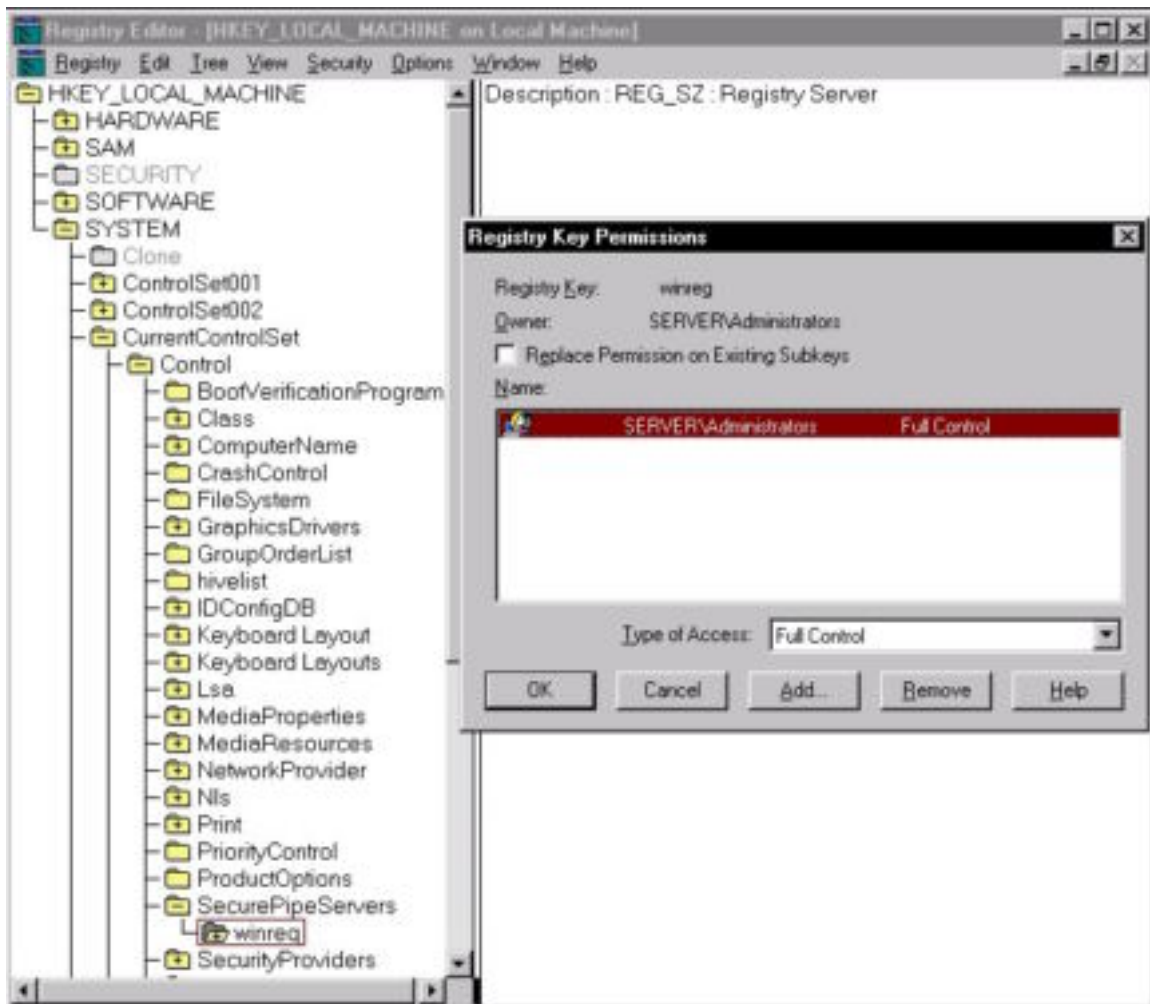 Registry Editor - [HKEY_LOCAL_MACHINE on Local Machine]
Registry Edit Tree View Security Options Window Help
HKEY_LOCAL_MACHINE
HARDWARE
SAM
SECURITY
SOFTWARE
SYSTEM
Clone
ControlSet001
ControlSet002
CurrentControlSet
Control
BootVerificationProgram
Class
ComputerName
CrashControl
FileSystem
GraphicsDrivers
GroupOrderList
hivelist
IDConfigDB
Keyboard Layout
Keyboard Layouts
Lsa
MediaProperties
MediaResources
NetworkProvider
Nls
Print
PriorityControl
ProductOptions
SecurePipeServers
winreg
SecurityProviders
Description : REG_SZ : Registry Server
Registry Key Permissions
Registry Key: winreg
Owner: SERVER\Administrators
Replace Permission on Existing Subkeys
Name:
SERVER\Administrators Full Control
Type of Access: Full Control
OK Cancel Add... Remove Help